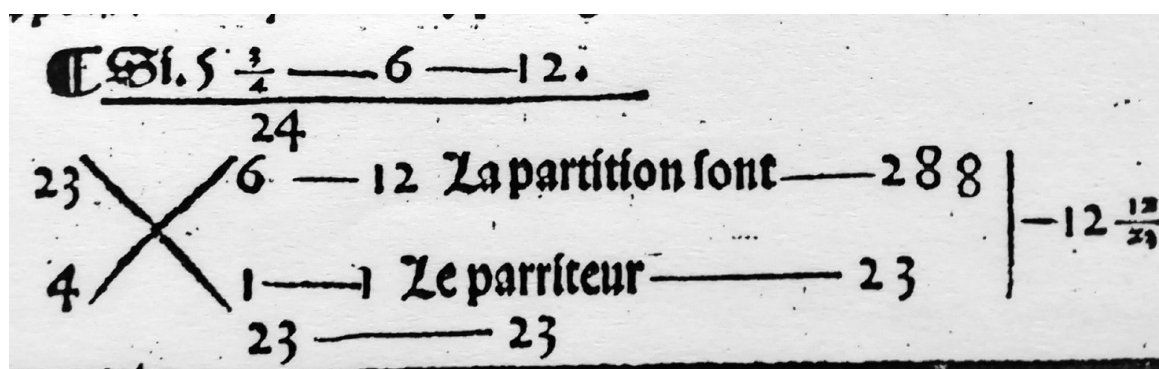 ¶ Si. 5 3/4 — 6 — 12.
24
23 6 — 12 La partition sont — 288
— 12 12/23
4 1 — 1 Le parriteur — 23
23 — 23